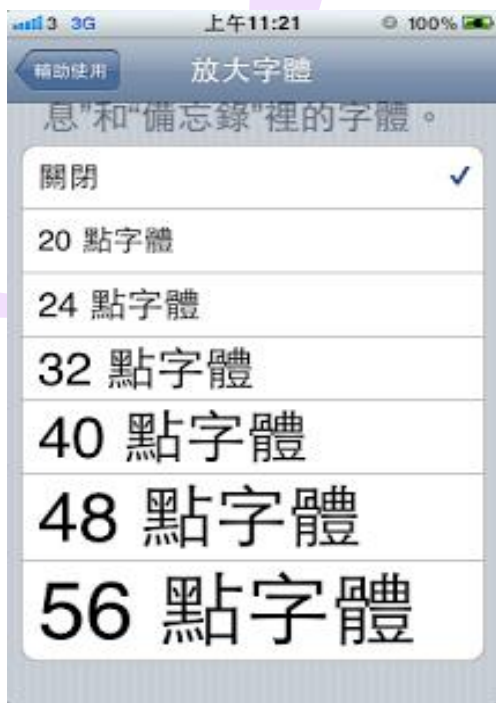 3 3G 上午11:21 100%
輔助使用 放大字體
息”和“備忘錄”裡的字體。
關閉
20 點字體
24 點字體
32 點字體
40 點字體
48 點字體
56 點字體